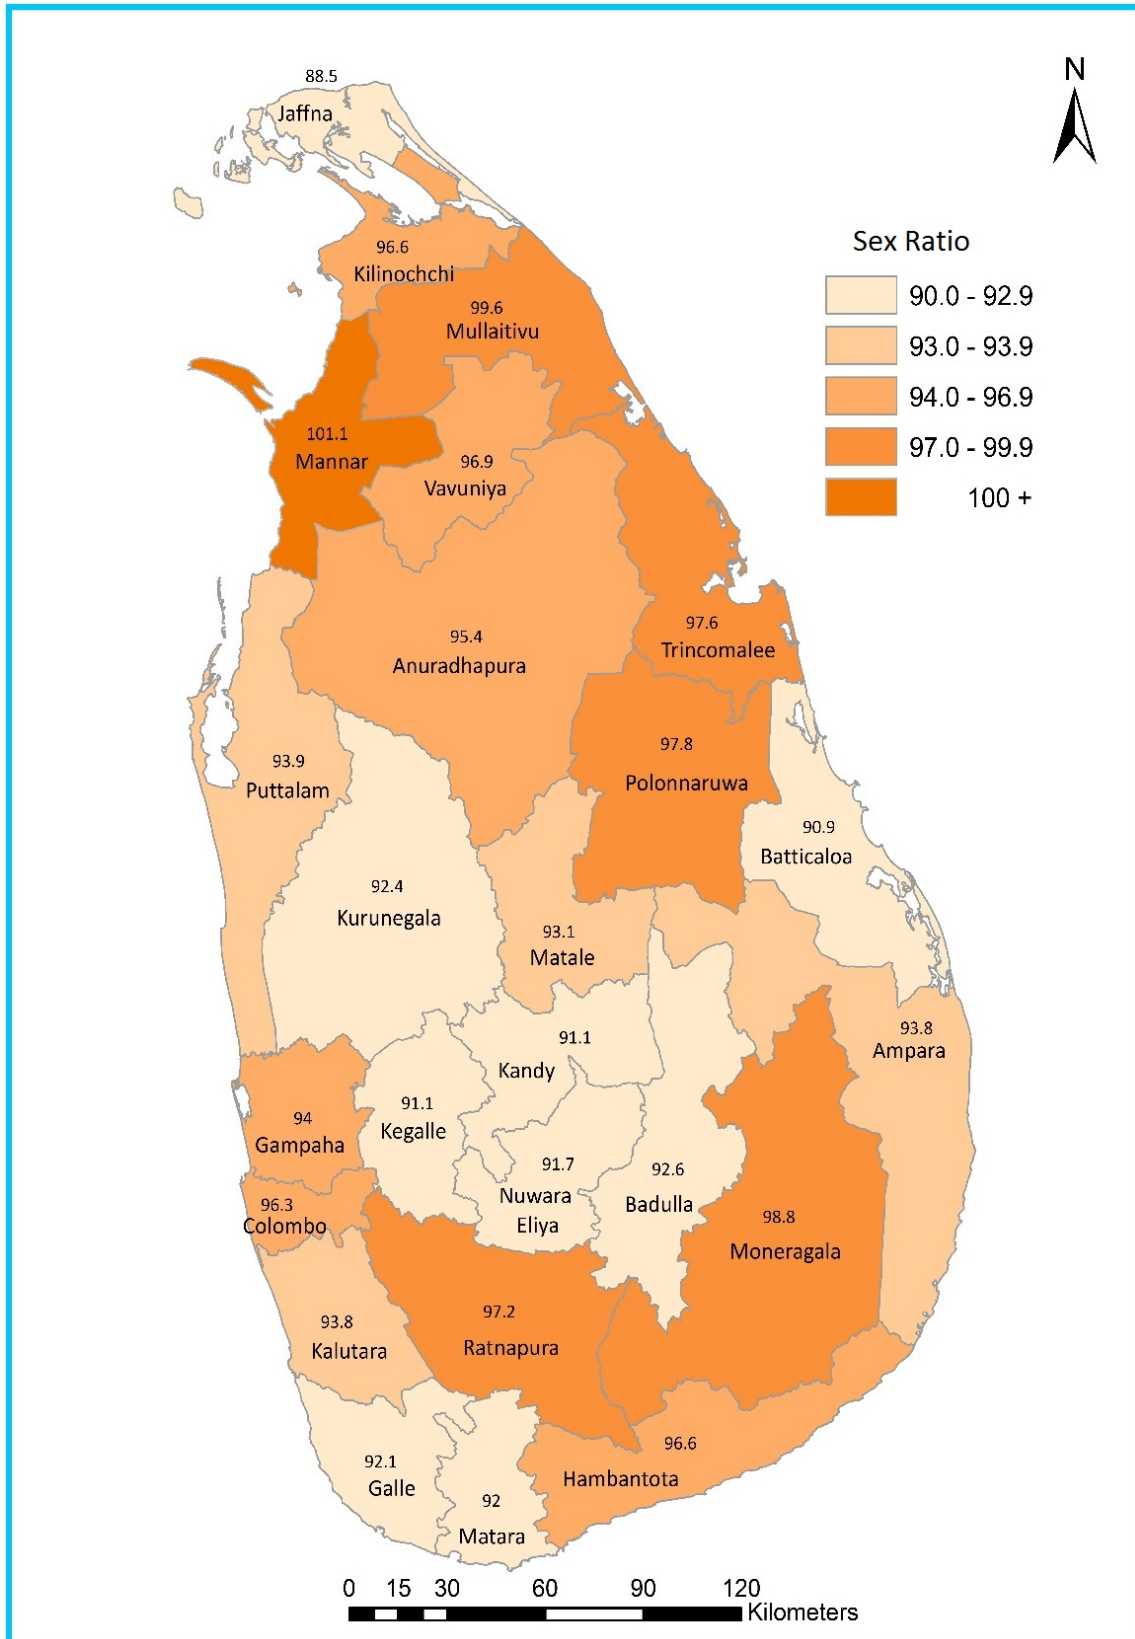 88.5
Jaffna
N
Sex Ratio
90.0 - 92.9
93.0 - 93.9
94.0 - 96.9
97.0 - 99.9
100 +
96.6
Kilinochchi
99.6
Mullaitivu
101.1
Mannar
96.9
Vavuniya
95.4
Anuradhapura
97.6
Trincomalee
93.9
Puttalam
97.8
Polonnaruwa
90.9
Batticaloa
92.4
Kurunegala
93.1
Matale
91.1
Kandy
93.8
Ampara
94
Gampaha
91.1
Kegalle
91.7
Nuwara
Eliya
92.6
Badulla
96.3
Colombo
98.8
Moneragala
93.8
Kalutara
97.2
Ratnapura
92.1
Galle
92
Matara
96.6
Hambantota
0 15 30 60 90 120
Kilometers